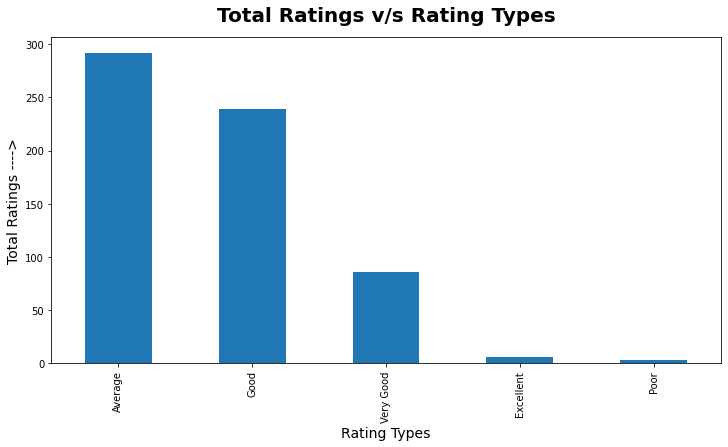 Total Ratings v/s Rating Types
Total Ratings ---->
300
250
200
150
100
50
0
Average
Good
Very Good
Excellent
Poor
Rating Types